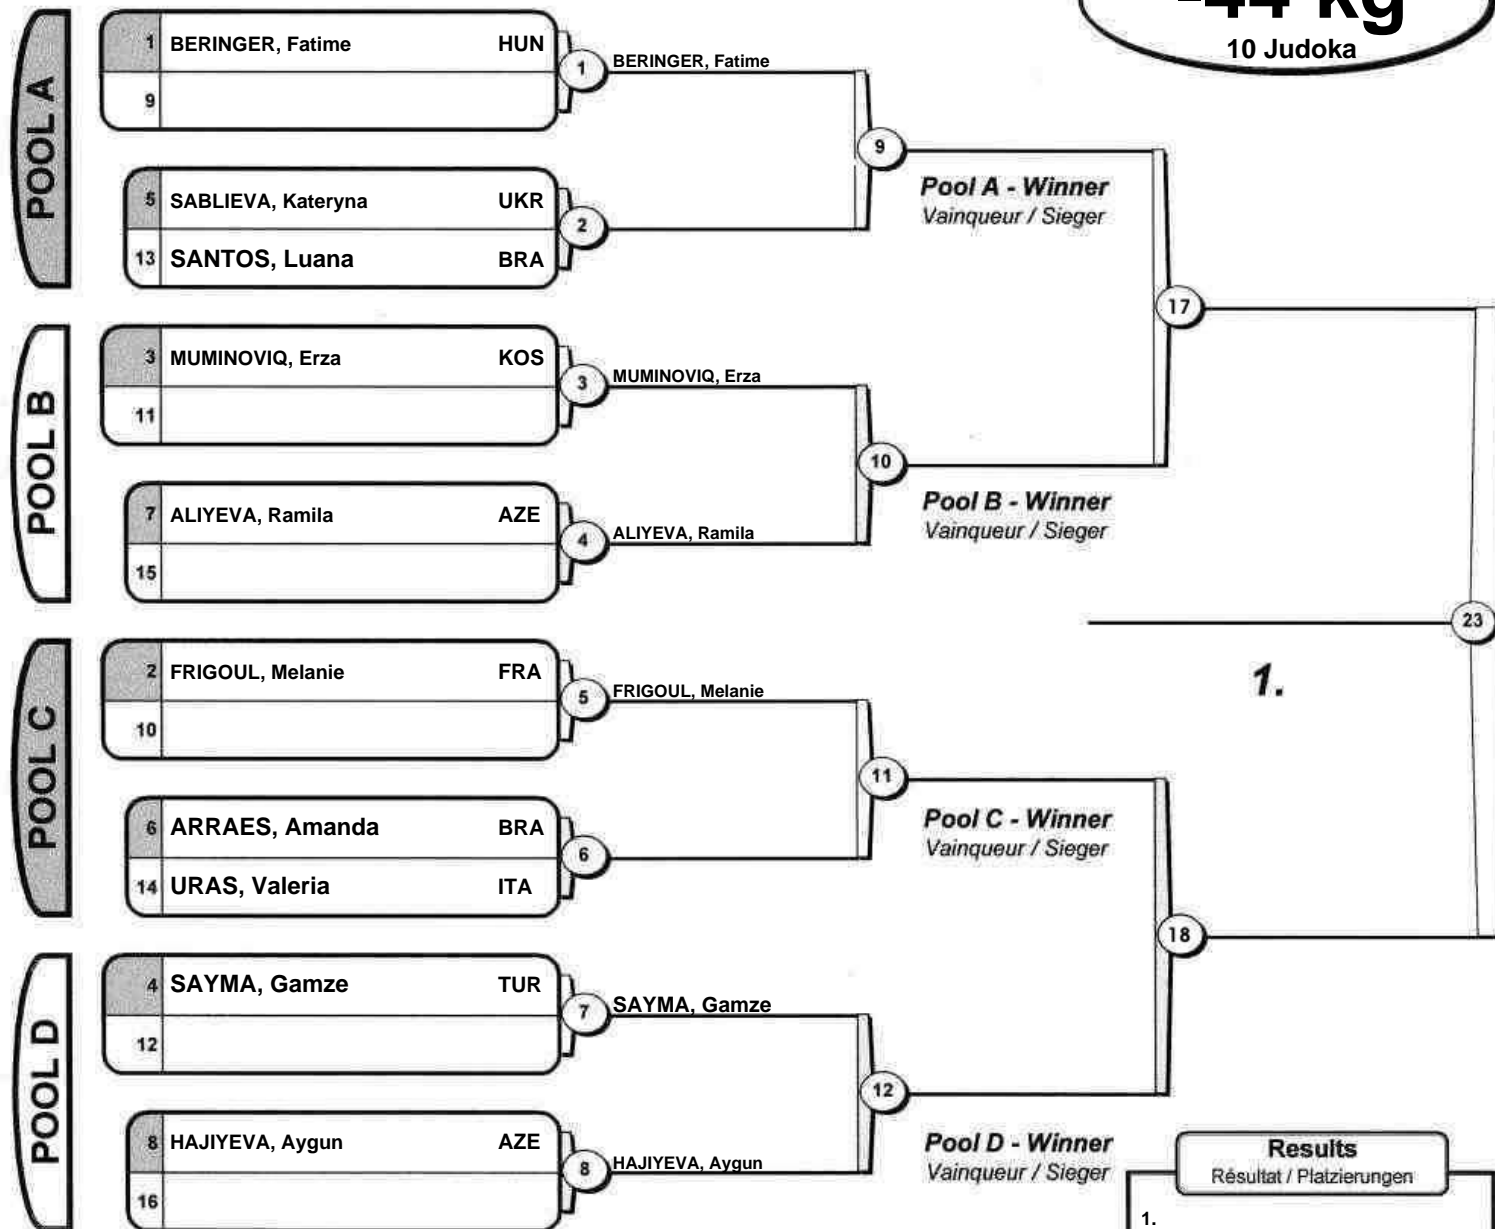 -44 kg
10 Judoka
POOL A
1 BERINGER, Fatime HUN
9
1 BERINGER, Fatime
5 SABLIEVA, Kateryna UKR
13 SANTOS, Luana BRA
2
9
Pool A - Winner
Vainqueur / Sieger
17
POOL B
3 MUMINOVIQ, Erza KOS
11
3 MUMINOVIQ, Erza
7 ALIYEVA, Ramila AZE
15
4 ALIYEVA, Ramila
10
Pool B - Winner
Vainqueur / Sieger
23
1.
POOL C
2 FRIGOUL, Melanie FRA
10
5 FRIGOUL, Melanie
6 ARRAES, Amanda BRA
14 URAS, Valeria ITA
6
11
Pool C - Winner
Vainqueur / Sieger
18
POOL D
4 SAYMA, Gamze TUR
12
7 SAYMA, Gamze
8 HAJIYEVA, Aygun AZE
16
8 HAJIYEVA, Aygun
12
Pool D - Winner
Vainqueur / Sieger
Results
Résultat / Platzierungen
1.